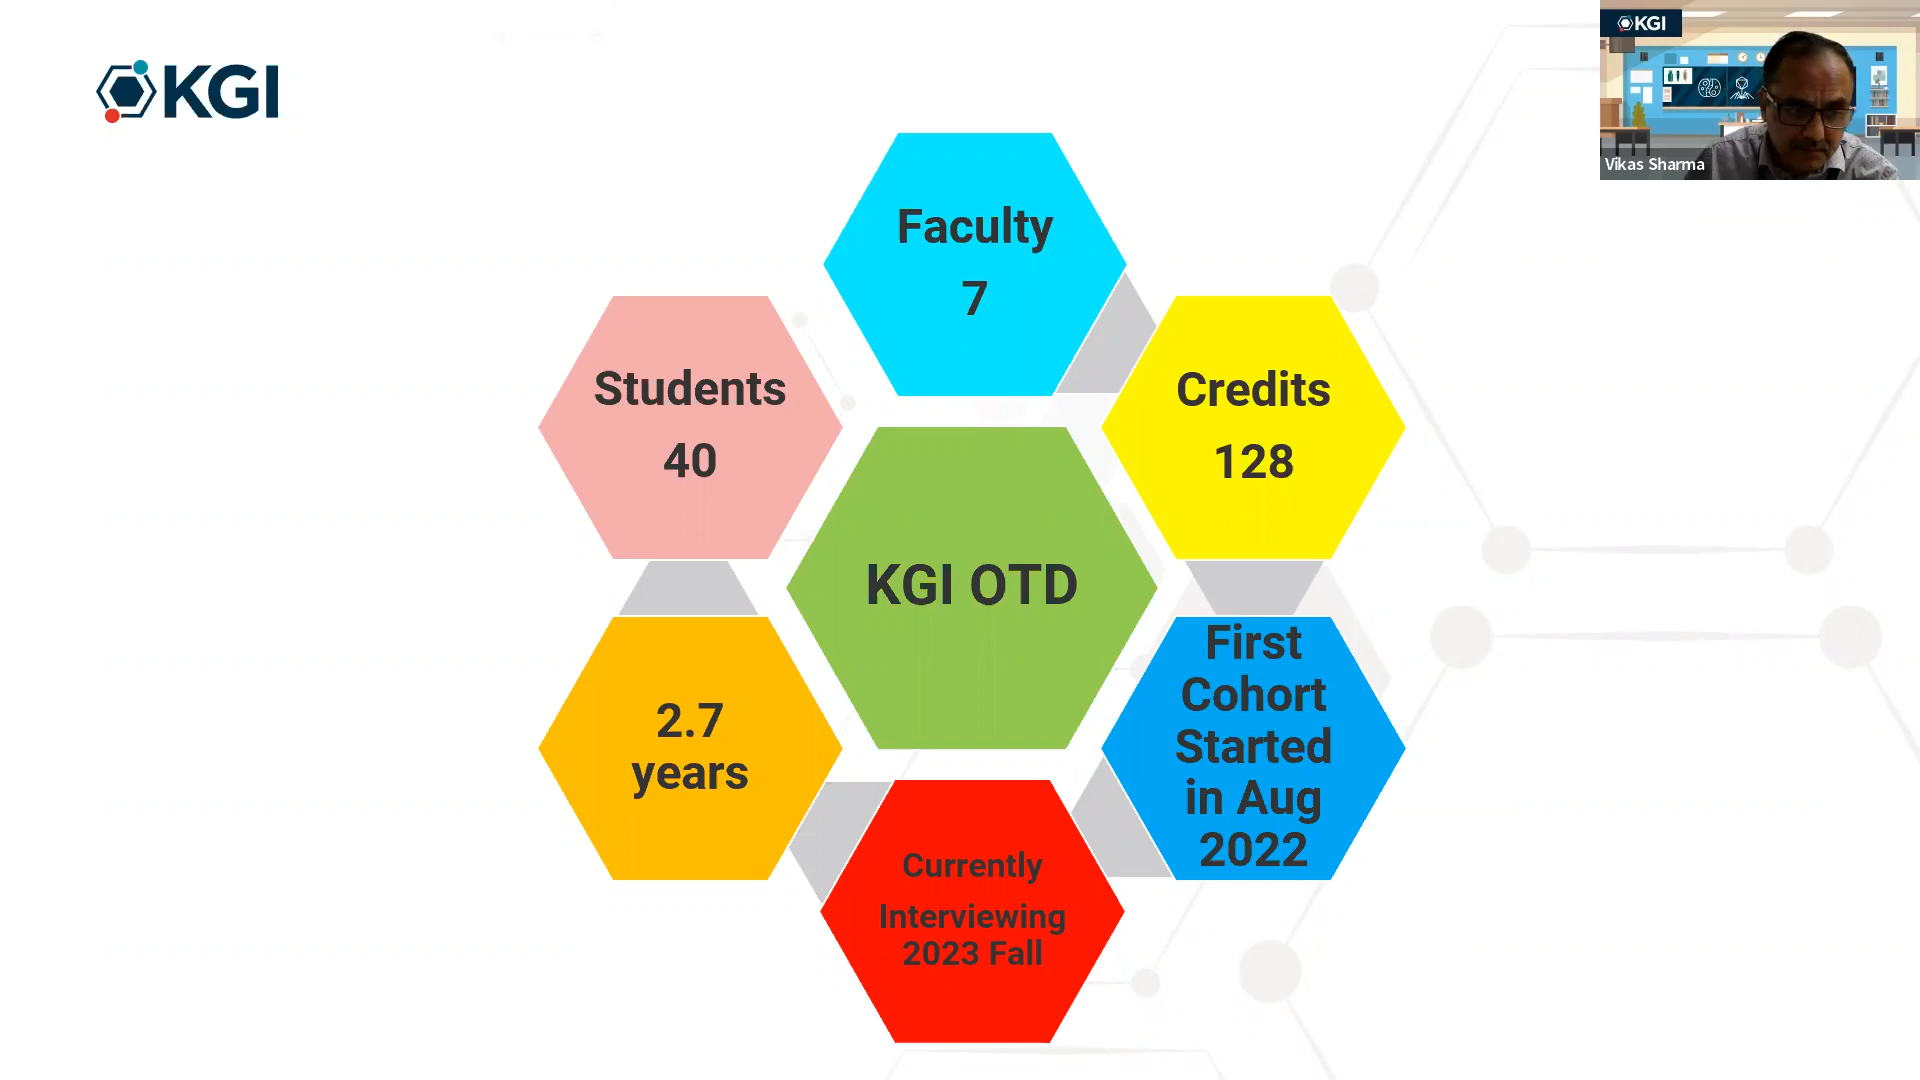 KGI
KGI
Vikas Sharma
Faculty
7
Students
40
Credits
128
KGI OTD
2.7
years
First
Cohort
Started
in Aug
2022
Currently
Interviewing
2023 Fall